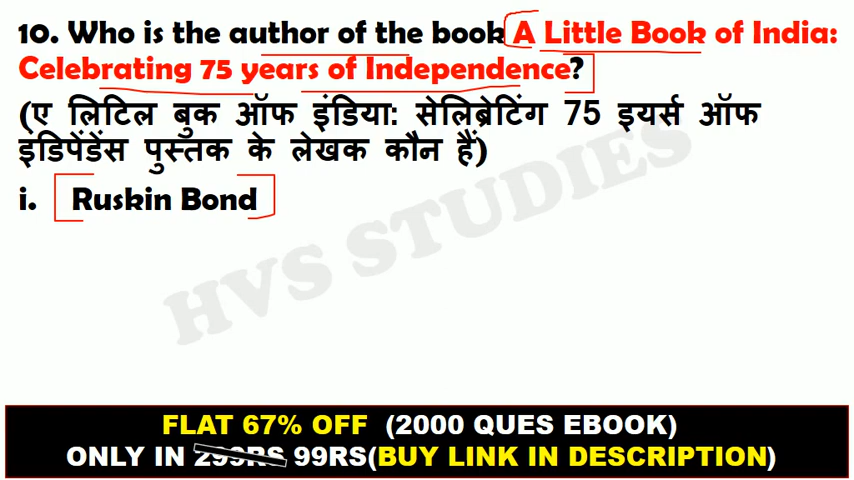 10. Who is the author of the book A Little Book of India:
Celebrating 75 years of Independence?
(ए लिटिल बुक ऑफ इंडिया: सेलिब्रेटिंग 75 इयर्स ऑफ
इडिपेंडेंस पुस्तक के लेखक कौन हैं)
i. Ruskin Bond
HVS STUDIES
FLAT 67% OFF (2000 QUES EBOOK)
ONLY IN 299RS 99RS(BUY LINK IN DESCRIPTION)